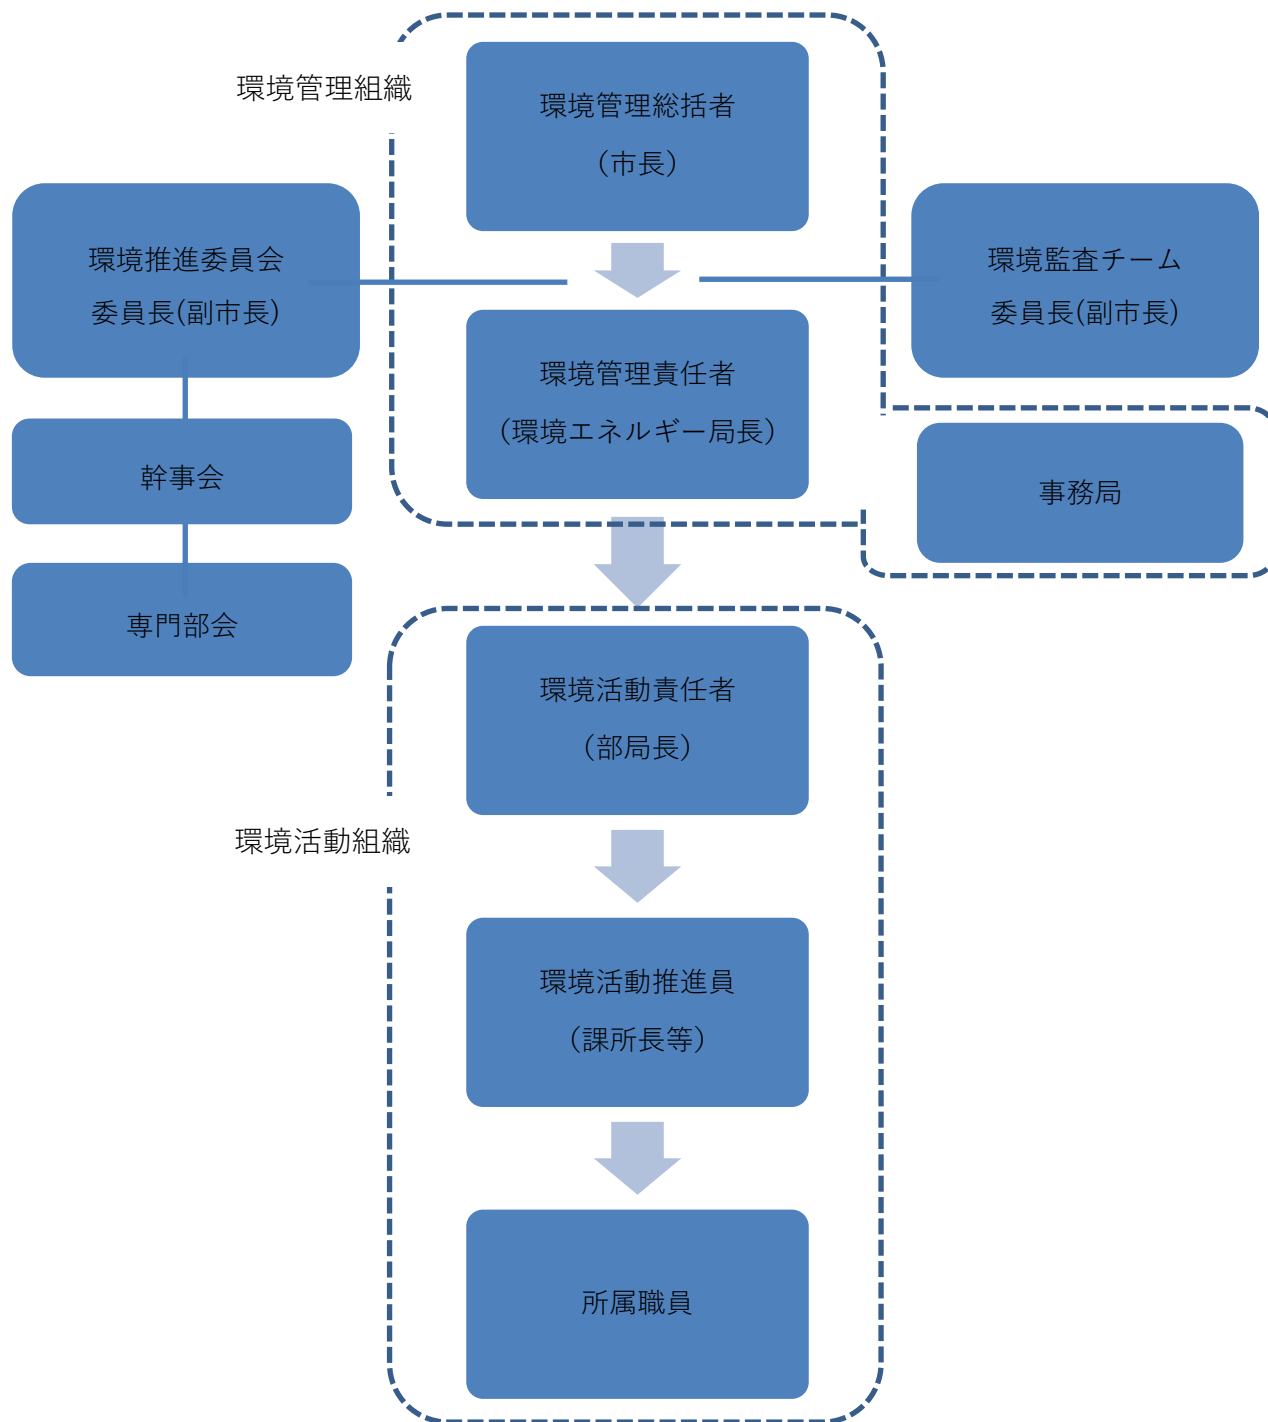 環境管理組織
環境管理総括者
（市長）
環境推進委員会
委員長(副市長)
環境監査チーム
委員長(副市長)
環境管理責任者
（環境エネルギー局長）
幹事会
事務局
専門部会
環境活動責任者
（部局長）
環境活動組織
環境活動推進員
（課所長等）
所属職員